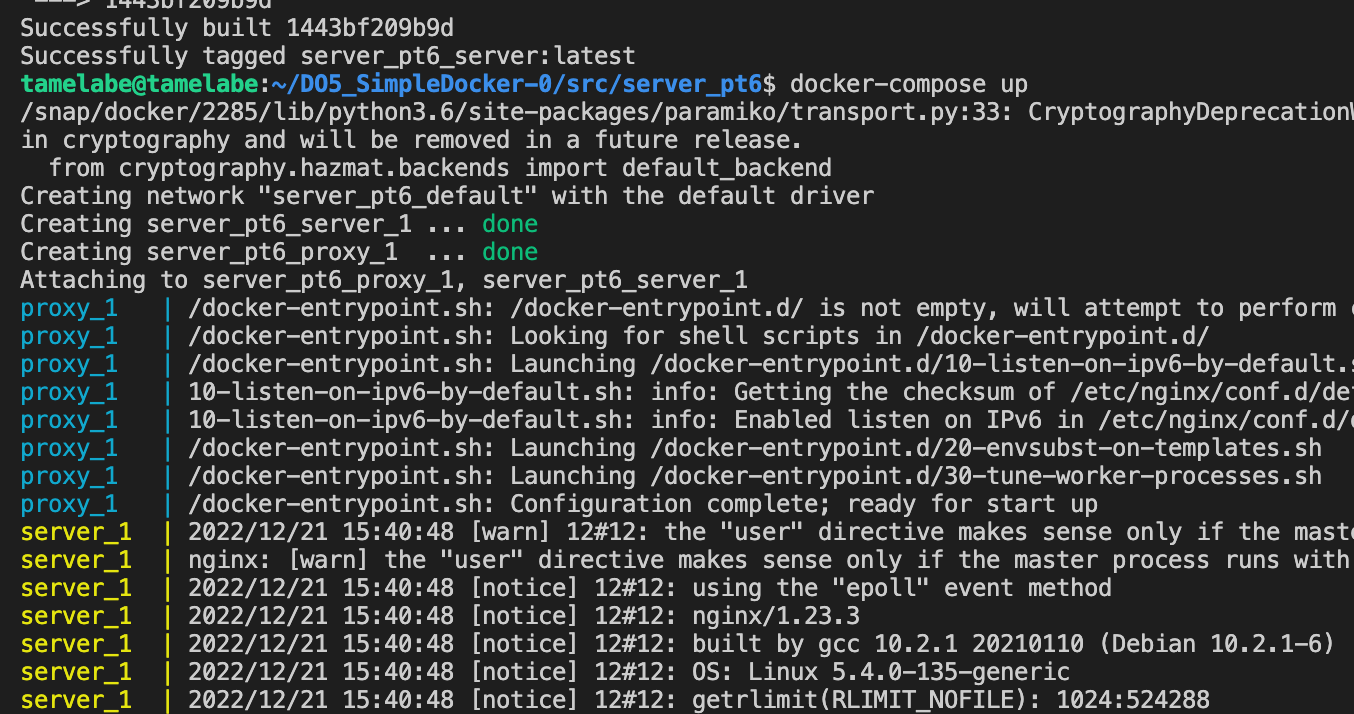 ---> 1443bf209b9d
Successfully built 1443bf209b9d
Successfully tagged server_pt6_server:latest
tamelabe@tamelabe:~/DO5_SimpleDocker-0/src/server_pt6$ docker-compose up
/snap/docker/2285/lib/python3.6/site-packages/paramiko/transport.py:33: CryptographyDeprecationW
in cryptography and will be removed in a future release.
  from cryptography.hazmat.backends import default_backend
Creating network "server_pt6_default" with the default driver
Creating server_pt6_server_1 ... done
Creating server_pt6_proxy_1  ... done
Attaching to server_pt6_proxy_1, server_pt6_server_1
proxy_1   | /docker-entrypoint.sh: /docker-entrypoint.d/ is not empty, will attempt to perform
proxy_1   | /docker-entrypoint.sh: Looking for shell scripts in /docker-entrypoint.d/
proxy_1   | /docker-entrypoint.sh: Launching /docker-entrypoint.d/10-listen-on-ipv6-by-default.s
proxy_1   | 10-listen-on-ipv6-by-default.sh: info: Getting the checksum of /etc/nginx/conf.d/def
proxy_1   | 10-listen-on-ipv6-by-default.sh: info: Enabled listen on IPv6 in /etc/nginx/conf.d/
proxy_1   | /docker-entrypoint.sh: Launching /docker-entrypoint.d/20-envsubst-on-templates.sh
proxy_1   | /docker-entrypoint.sh: Launching /docker-entrypoint.d/30-tune-worker-processes.sh
proxy_1   | /docker-entrypoint.sh: Configuration complete; ready for start up
server_1  | 2022/12/21 15:40:48 [warn] 12#12: the "user" directive makes sense only if the maste
server_1  | nginx: [warn] the "user" directive makes sense only if the master process runs with
server_1  | 2022/12/21 15:40:48 [notice] 12#12: using the "epoll" event method
server_1  | 2022/12/21 15:40:48 [notice] 12#12: nginx/1.23.3
server_1  | 2022/12/21 15:40:48 [notice] 12#12: built by gcc 10.2.1 20210110 (Debian 10.2.1-6)
server_1  | 2022/12/21 15:40:48 [notice] 12#12: OS: Linux 5.4.0-135-generic
server_1  | 2022/12/21 15:40:48 [notice] 12#12: getrlimit(RLIMIT_NOFILE): 1024:524288